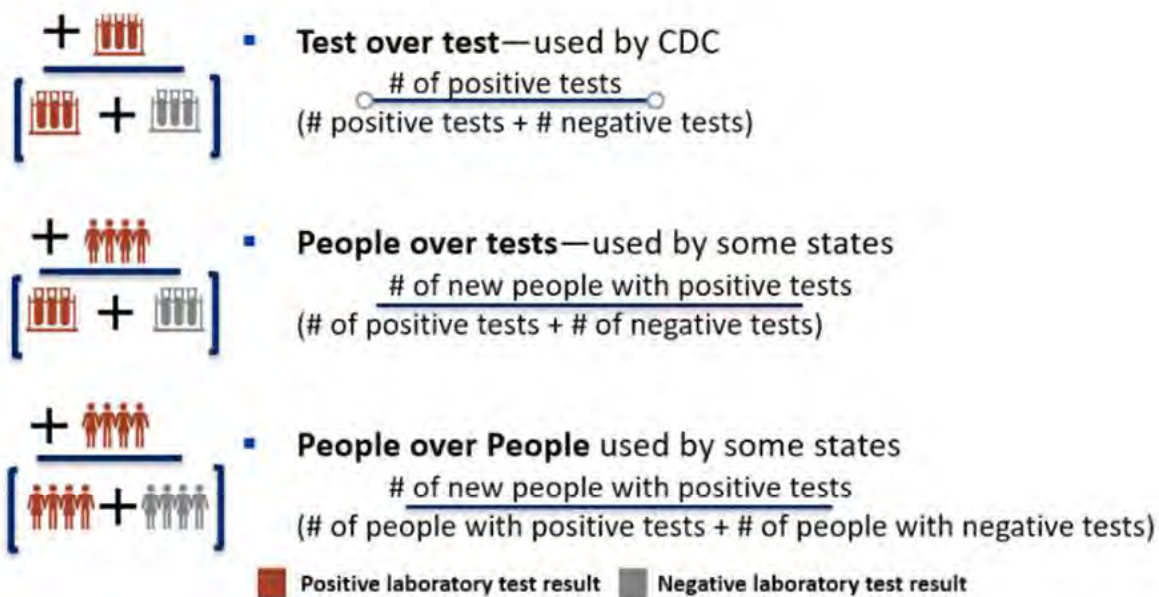 Test over test—used by CDC
# of positive tests
(# positive tests + # negative tests)
People over tests—used by some states
# of new people with positive tests
(# of positive tests + # of negative tests)
People over People used by some states
# of new people with positive tests
(# of people with positive tests + # of people with negative tests)
Positive laboratory test result Negative laboratory test result